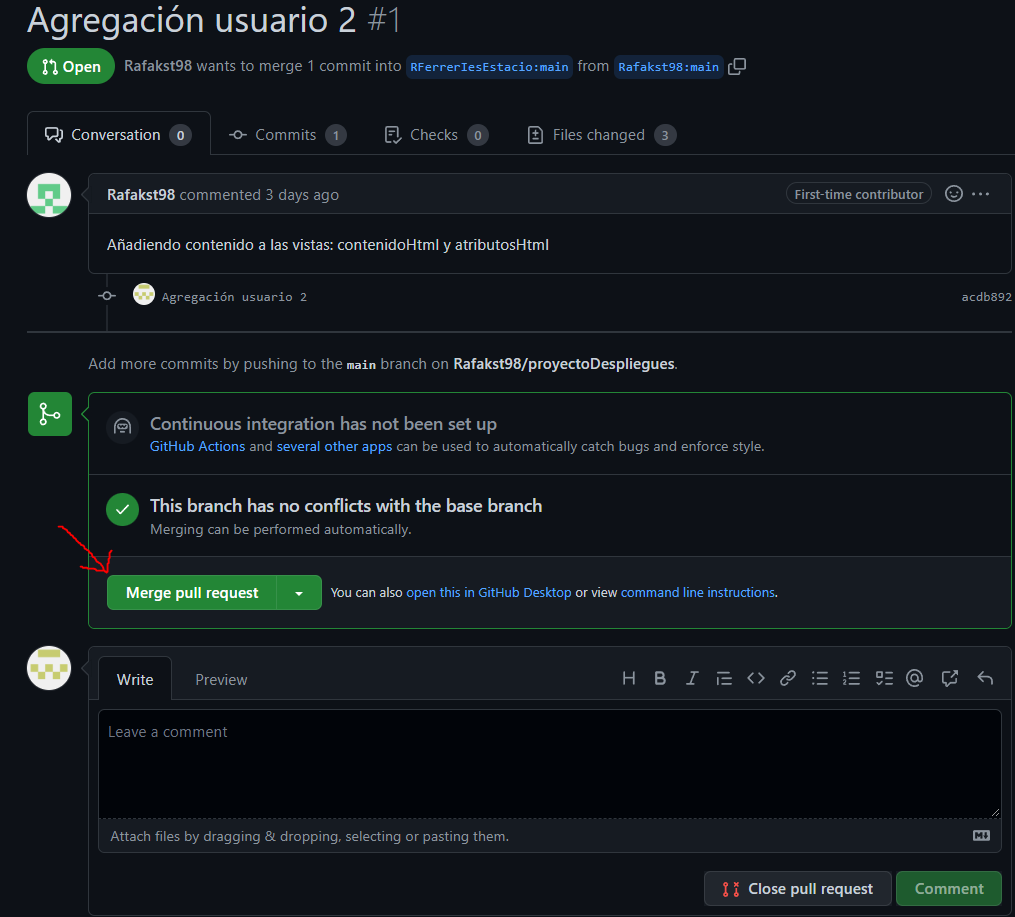 Agregación usuario 2 #1
Open Rafakst98 wants to merge 1 commit into RFerrerIesEstacio:main from Rafakst98:main
Conversation 0 Commits 1 Checks 0 Files changed 3
Rafakst98 commented 3 days ago First-time contributor
Añadiendo contenido a las vistas: contenidoHtml y atributosHtml
Agregación usuario 2 acdb892
Add more commits by pushing to the main branch on Rafakst98/proyectoDespliegues.
Continuous integration has not been set up
GitHub Actions and several other apps can be used to automatically catch bugs and enforce style.
This branch has no conflicts with the base branch
Merging can be performed automatically.
Merge pull request You can also open this in GitHub Desktop or view command line instructions.
Write Preview
Leave a comment
Attach files by dragging & dropping, selecting or pasting them.
Close pull request Comment